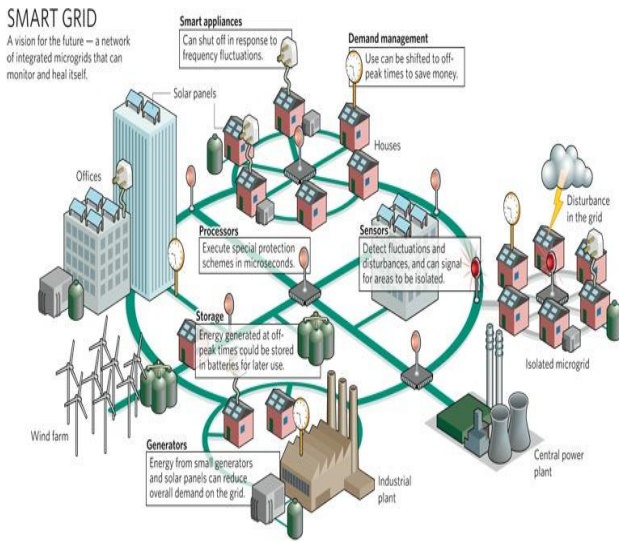 SMART GRID
A vision for the future — a network
of integrated microgrids that can
monitor and heal itself.
Smart appliances
Can shut off in response to
frequency fluctuations.
Demand management
Use can be shifted to off-
peak times to save money.
Solar panels
Houses
Offices
Disturbance
in the grid
Processors
Execute special protection
schemes in microseconds.
Sensors
Detect fluctuations and
disturbances, and can signal
for areas to be isolated.
Storage
Energy generated at off-
peak times could be stored
in batteries for later use.
Isolated microgrid
Wind farm
Generators
Energy from small generators
and solar panels can reduce
overall demand on the grid.
Industrial
plant
Central power
plant